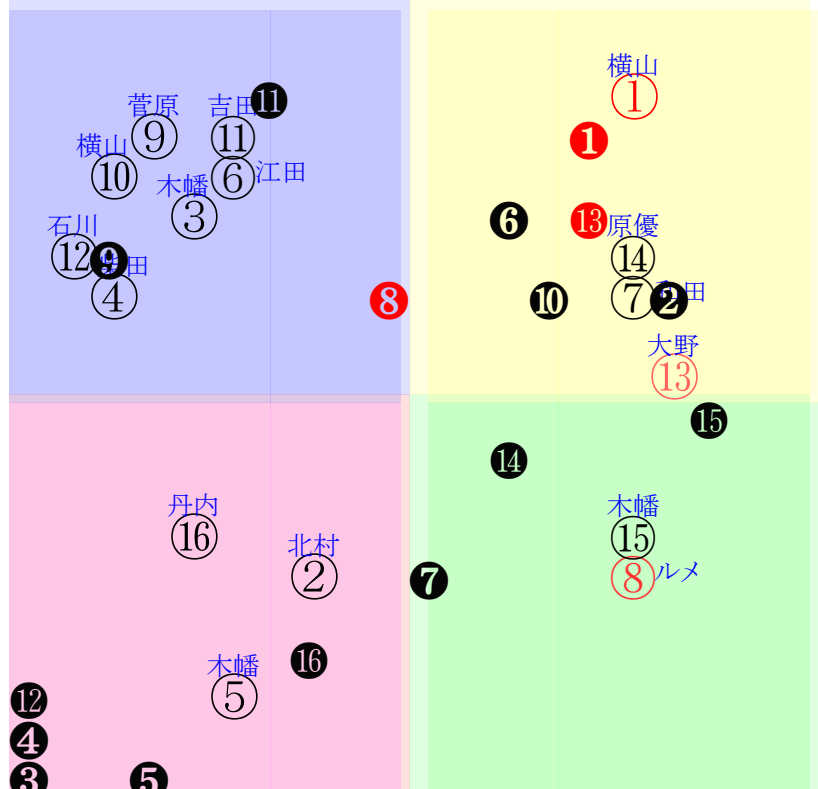 横山
①
菅原
吉田
⓫
⑨
⑪
❶
横山
⑩
⑥
江田
木幡
③
❻
⓭
原優
石川
⑫
❾
田
④
⑭
❽
❿
⑦
❷
田
大野
⑬
⓯
⓮
丹内
⑯
木幡
⑮
北村
②
❼
⑧
ルメ
木幡
⓰
⑤
⓬
❹
❸
❺